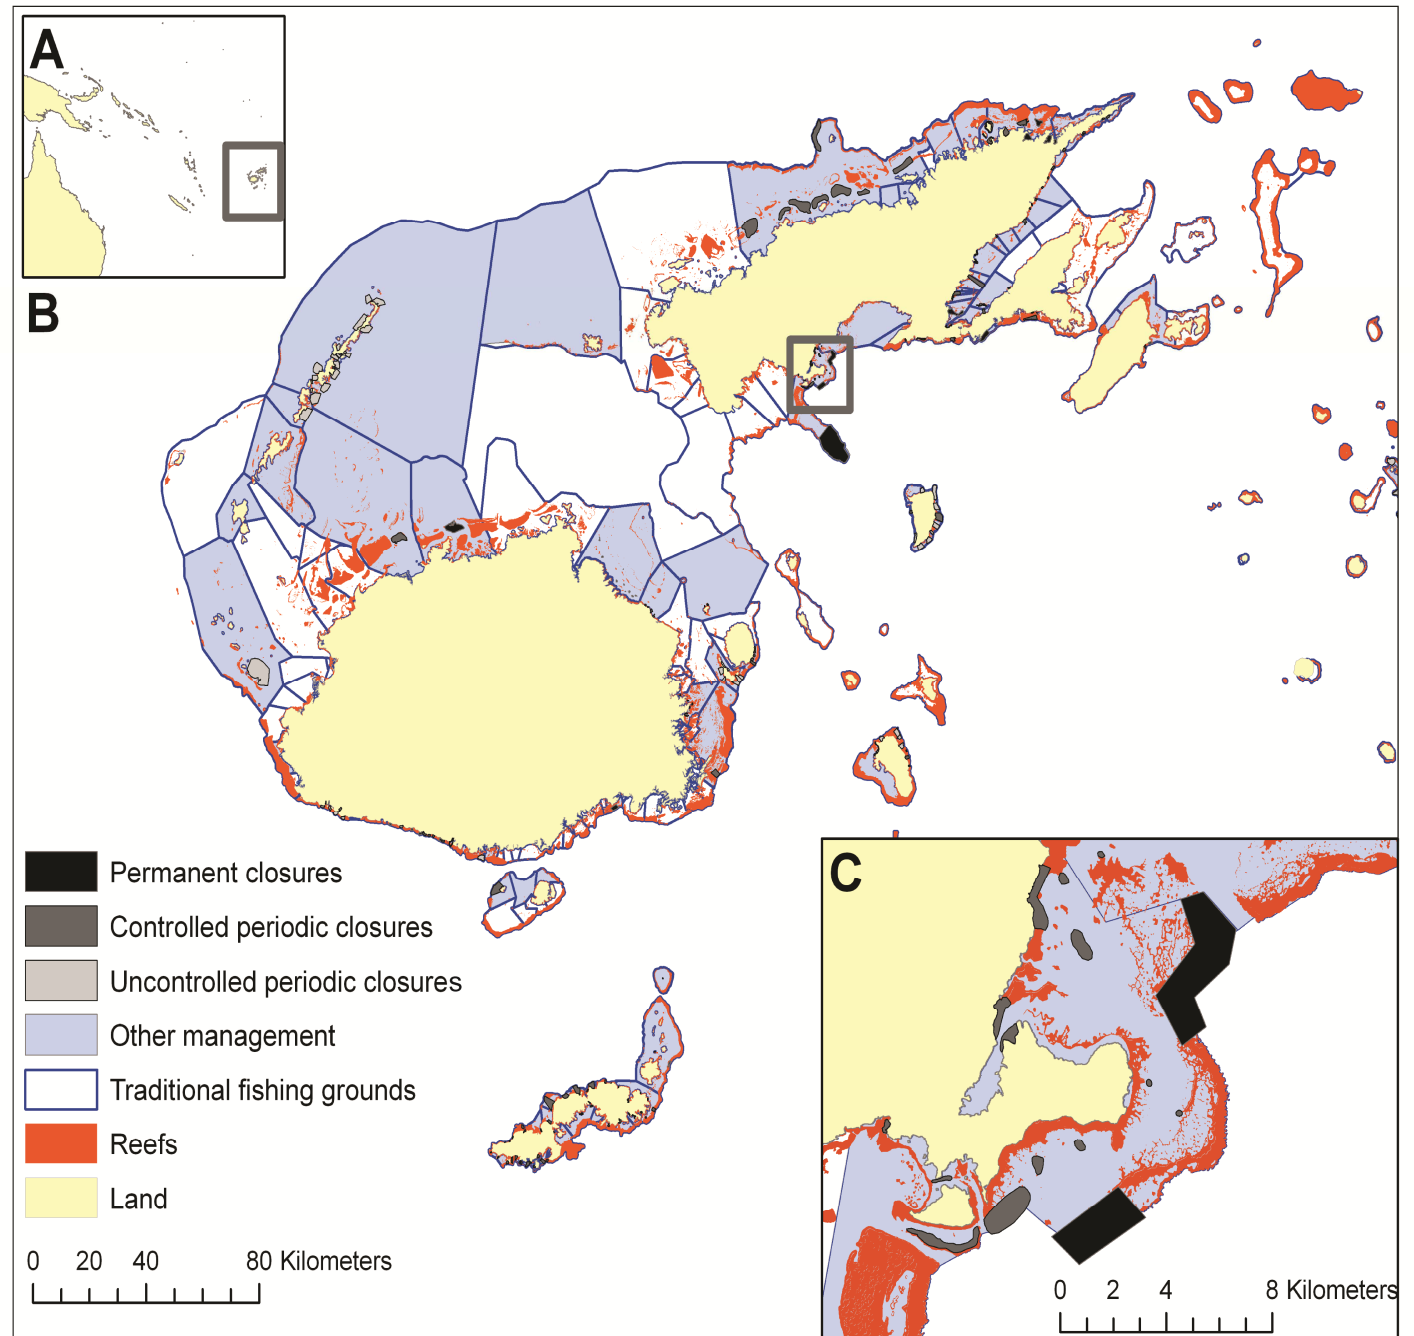 A
B
Permanent closures
Controlled periodic closures
Uncontrolled periodic closures
Other management
Traditional fishing grounds
Reefs
Land
0 20 40 80 Kilometers
C
0 2 4 8 Kilometers